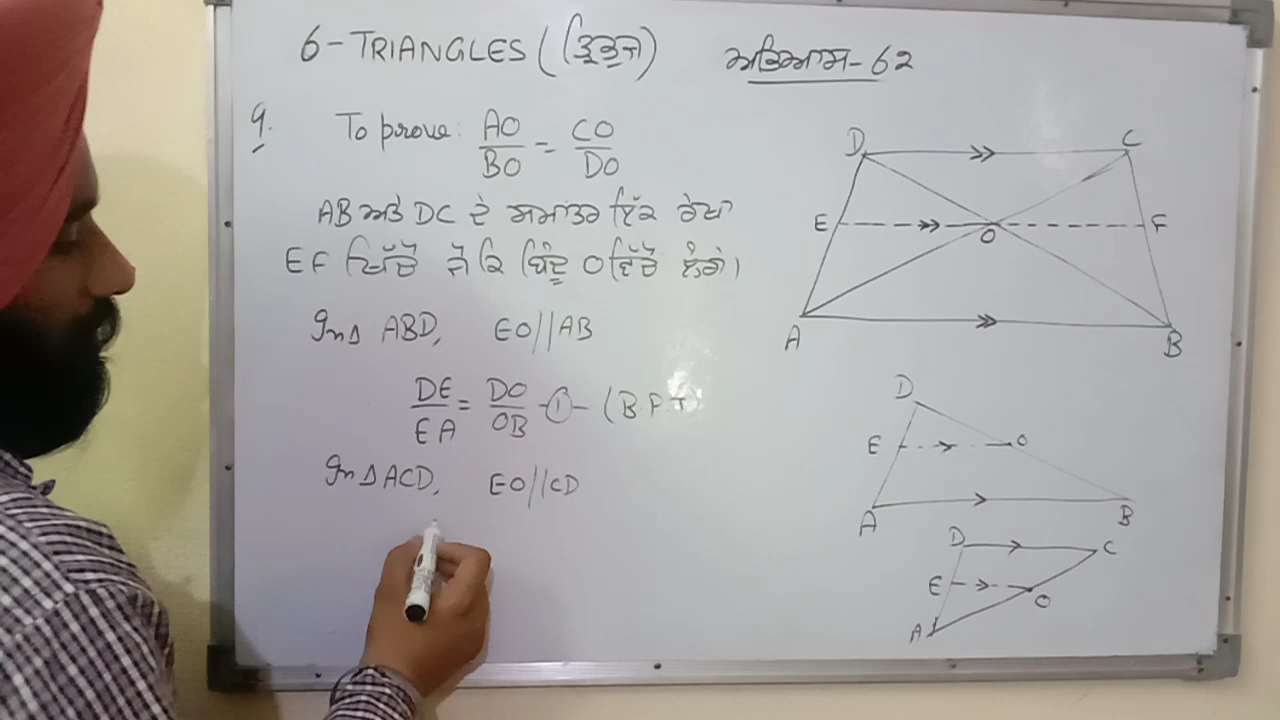 6-TRIANGLES (ਤ੍ਰਿਭੁਜ) ਅਭਿਆਸ-6.2
9. To prove: AO/BO = CO/DO
AB ਅਤੇ DC ਦੇ ਸਮਾਂਤਰ ਇੱਕ ਰੇਖਾ
EF ਖਿੱਚੋ ਜੋ ਕਿ ਬਿੰਦੂ O ਵਿੱਚੋਂ ਲੰਘੇ।
In Δ ABD, EO//AB
DE/EA = DO/OB -①- (BPT)
In Δ ACD, EO//CD
D C
E F
O
A B
D
E O
A B
D C
E O
A